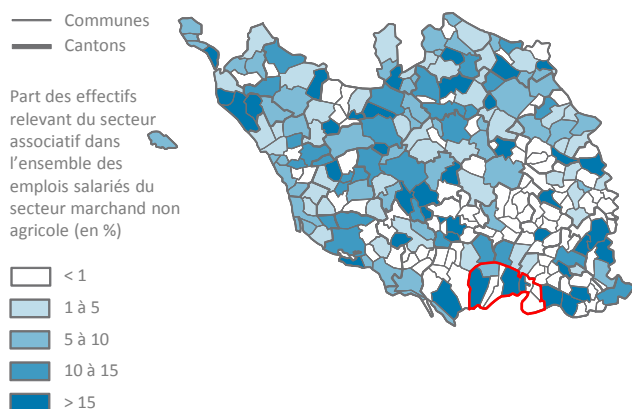 Communes
Cantons
Part des effectifs
relevant du secteur
associatif dans
l’ensemble des
emplois salariés du
secteur marchand non
agricole (en %)
< 1
1 à 5
5 à 10
10 à 15
> 15